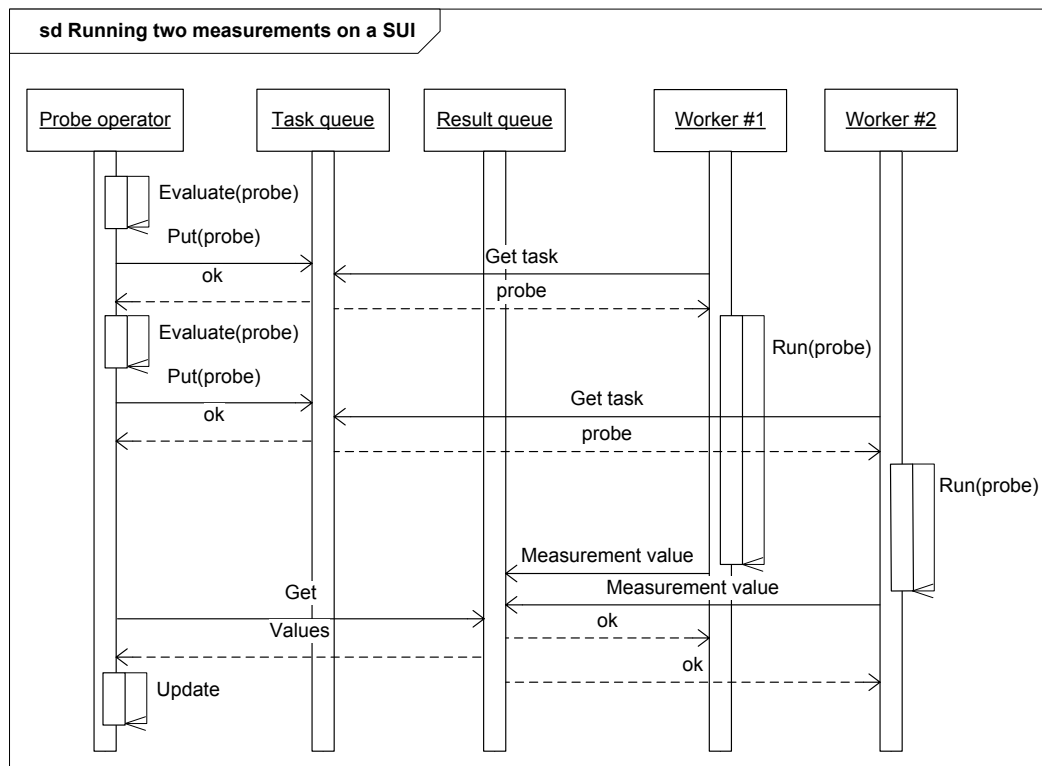 sd Running two measurements on a SUI
Probe operator
Task queue
Result queue
Worker #1
Worker #2
Evaluate(probe)
Put(probe)
Get task
ok
probe
Evaluate(probe)
Run(probe)
Put(probe)
Get task
ok
probe
Run(probe)
Measurement value
Get
Measurement value
Values
ok
ok
Update